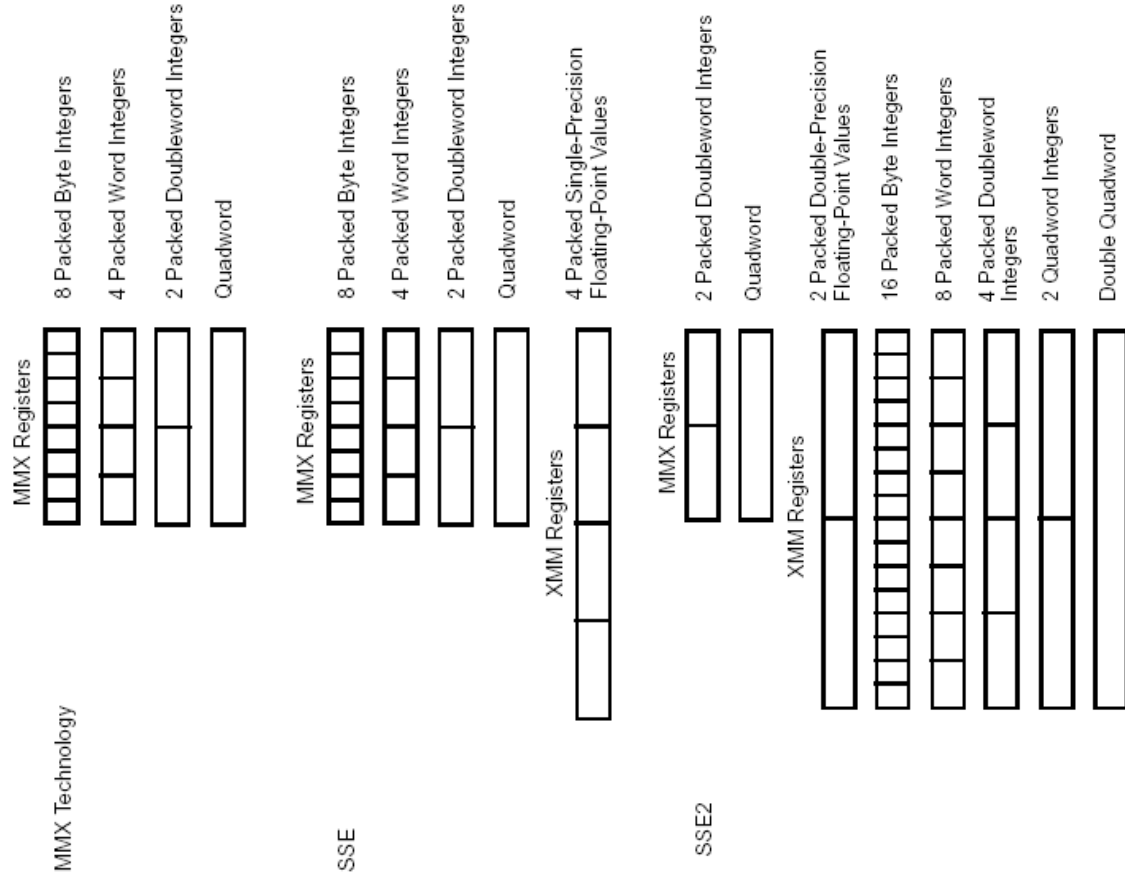 MMX Technology
MMX Registers
8 Packed Byte Integers
4 Packed Word Integers
2 Packed Doubleword Integers
Quadword
SSE
MMX Registers
8 Packed Byte Integers
4 Packed Word Integers
2 Packed Doubleword Integers
Quadword
XMM Registers
4 Packed Single-Precision
Floating-Point Values
SSE2
MMX Registers
2 Packed Doubleword Integers
Quadword
XMM Registers
2 Packed Double-Precision
Floating-Point Values
16 Packed Byte Integers
8 Packed Word Integers
4 Packed Doubleword
Integers
2 Quadword Integers
Double Quadword